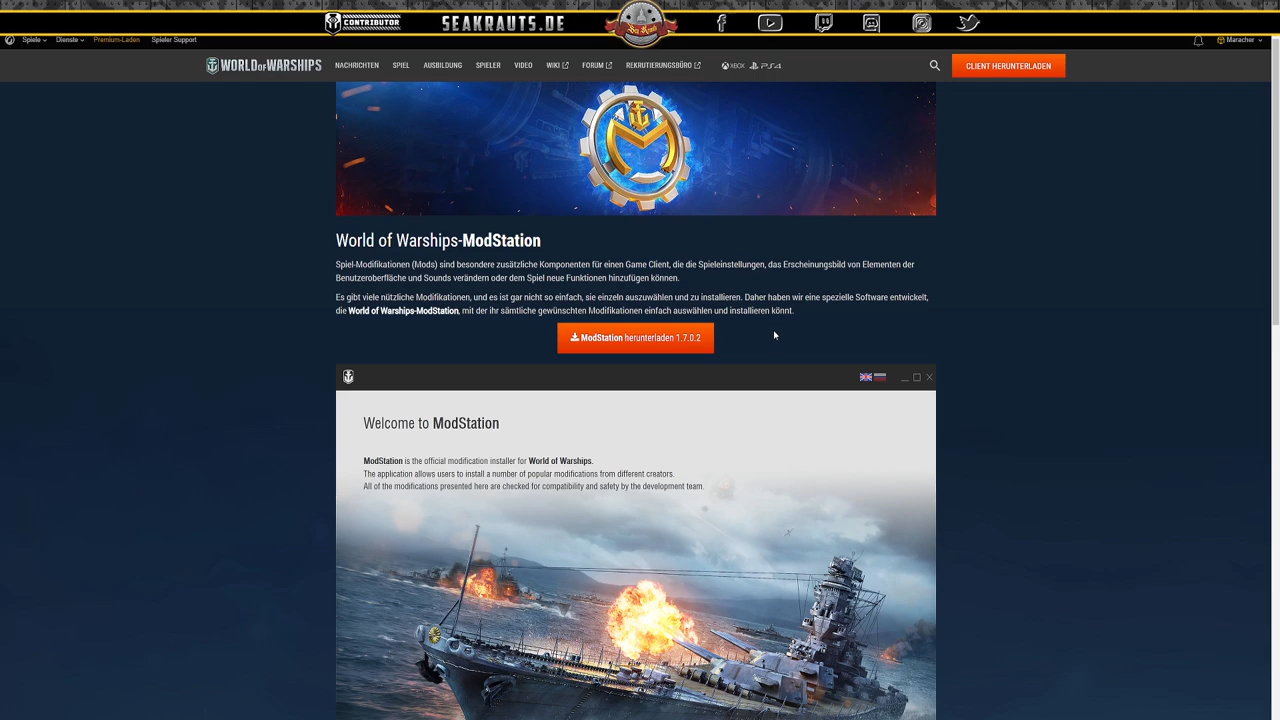 CONTRIBUTOR
SEAKRAUTS.DE
Sea Krauts
Spiele
Dienste
Premium-Laden
Spieler Support
Maracher
WORLD OF WARSHIPS
NACHRICHTEN
SPIEL
AUSBILDUNG
SPIELER
VIDEO
WIKI
FORUM
REKRUTIERUNGSBÜRO
XBOX
PS4
CLIENT HERUNTERLADEN
World of Warships-ModStation
Spiel-Modifikationen (Mods) sind besondere zusätzliche Komponenten für einen Game Client, die die Spieleinstellungen, das Erscheinungsbild von Elementen der
Benutzeroberfläche und Sounds verändern oder dem Spiel neue Funktionen hinzufügen können.
Es gibt viele nützliche Modifikationen, und es ist gar nicht so einfach, sie einzeln auszuwählen und zu installieren. Daher haben wir eine spezielle Software entwickelt,
die World of Warships-ModStation, mit der ihr sämtliche gewünschten Modifikationen einfach auswählen und installieren könnt.
ModStation herunterladen 1.7.0.2
Welcome to ModStation
ModStation is the official modification installer for World of Warships.
The application allows users to install a number of popular modifications from different creators.
All of the modifications presented here are checked for compatibility and safety by the development team.